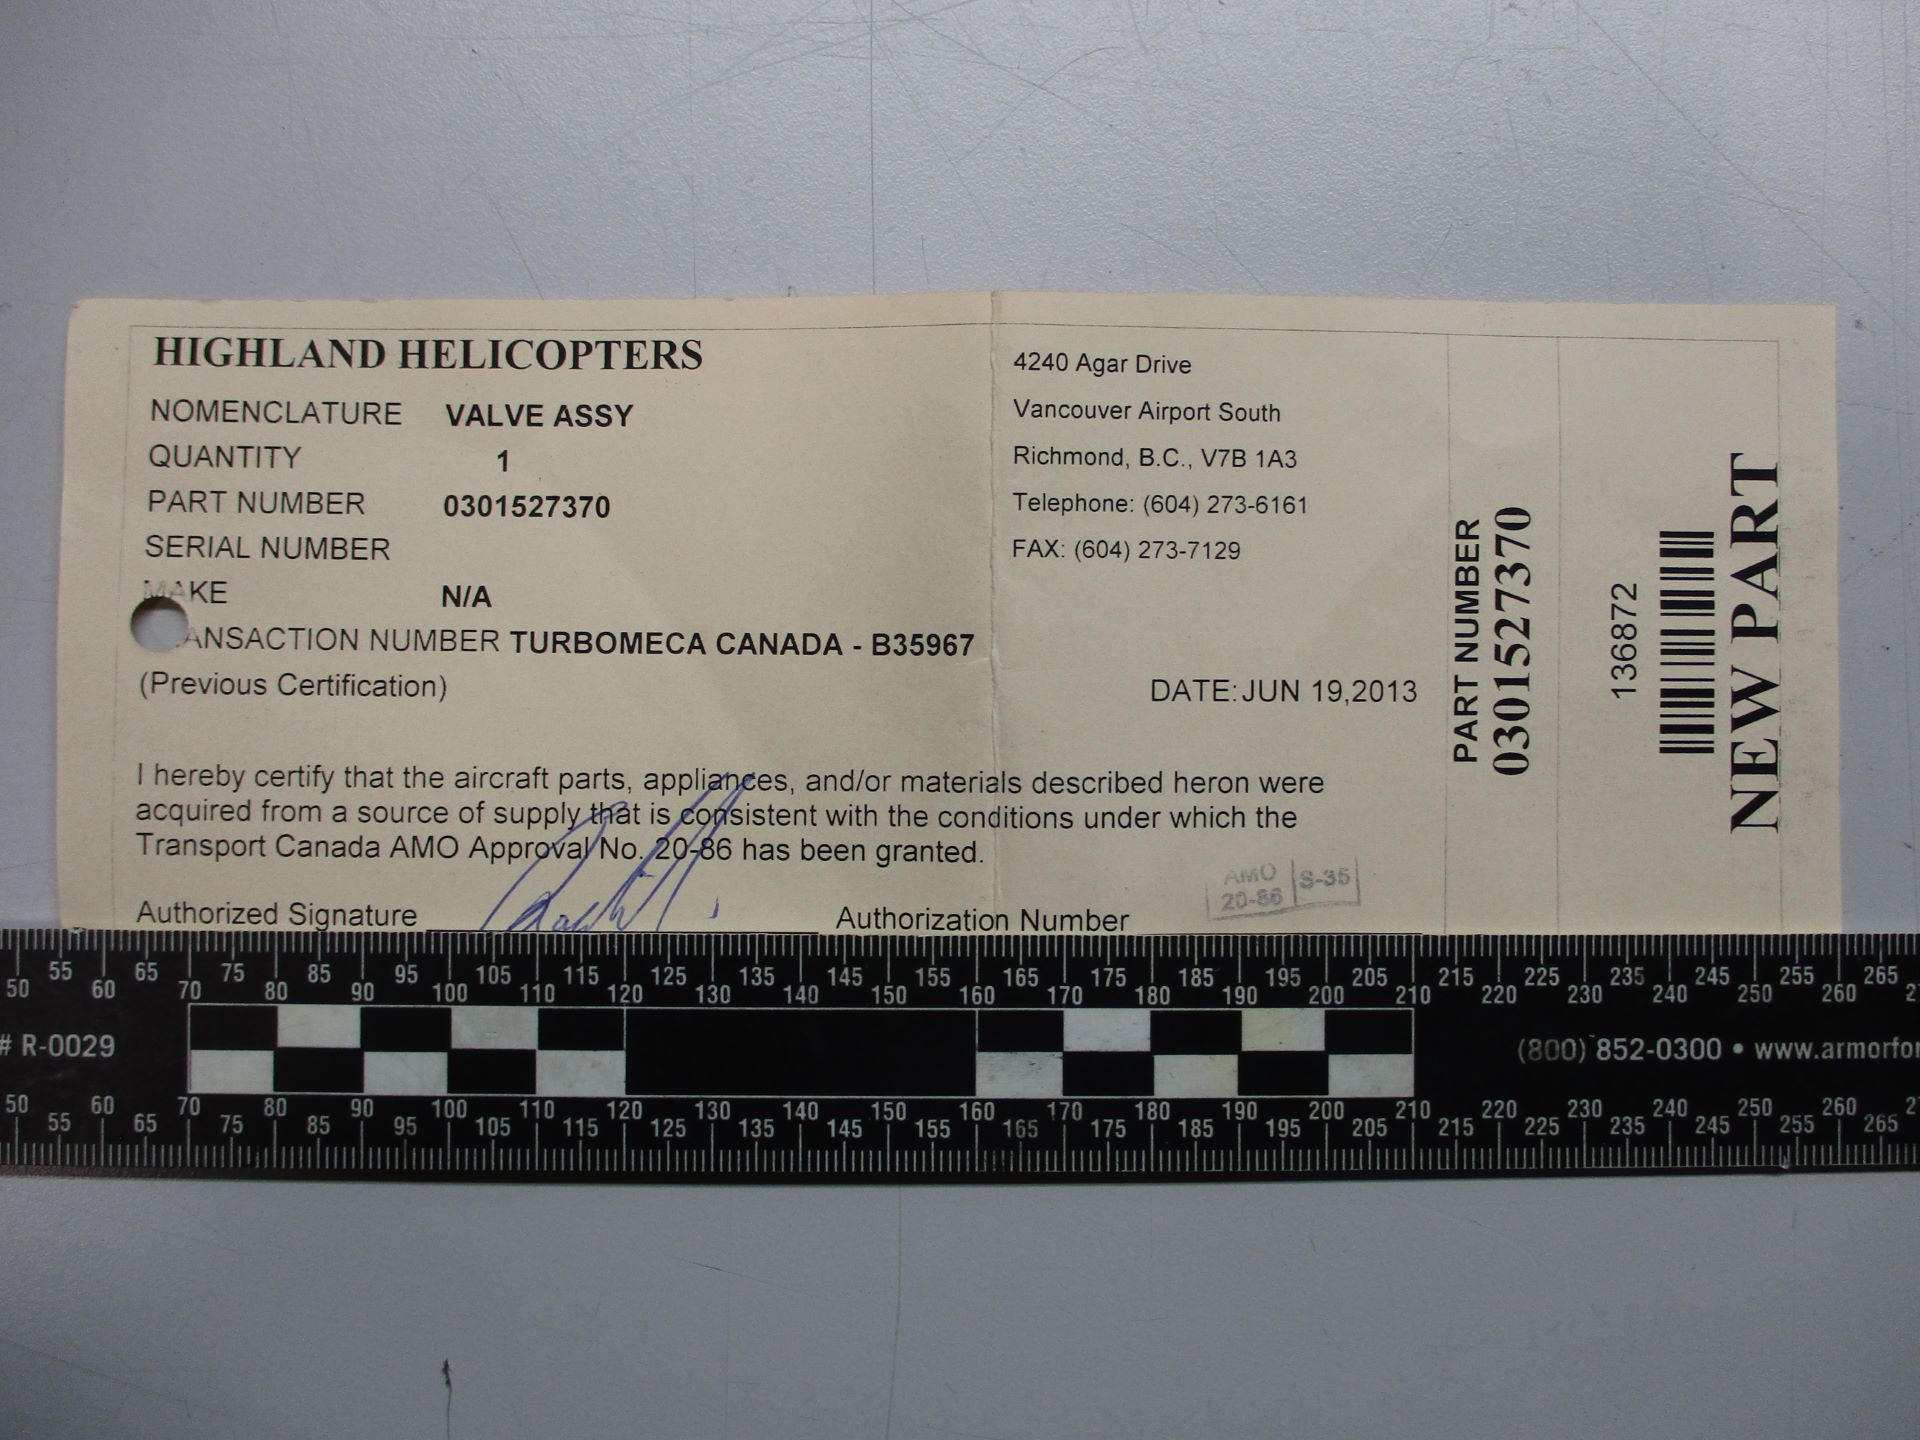 HIGHLAND HELICOPTERS
NOMENCLATURE VALVE ASSY
QUANTITY 1
PART NUMBER 0301527370
SERIAL NUMBER
MAKE N/A
ANSACTION NUMBER TURBOMECA CANADA - B35967
(Previous Certification)
4240 Agar Drive
Vancouver Airport South
Richmond, B.C., V7B 1A3
Telephone: (604) 273-6161
FAX: (604) 273-7129
DATE: JUN 19,2013
I hereby certify that the aircraft parts, appliances, and/or materials described heron were
acquired from a source of supply that is consistent with the conditions under which the
Transport Canada AMO Approval No. 20-86 has been granted.
Authorized Signature Authorization Number
AMO
20-86 S-35
PART NUMBER
0301527370
136872
NEW PART
55 65 75 85 95 105 115 125 135 145 155 165 175 185 195 205 215 225 235 245 255 265
50 60 70 80 90 100 110 120 130 140 150 160 170 180 190 200 210 220 230 240 250 260
# R-0029 (800) 852-0300 • www.armorfor
50 60 70 80 90 100 110 120 130 140 150 160 170 180 190 200 210 220 230 240 250 260
55 65 75 85 95 105 115 125 135 145 155 165 175 185 195 205 215 225 235 245 255 265